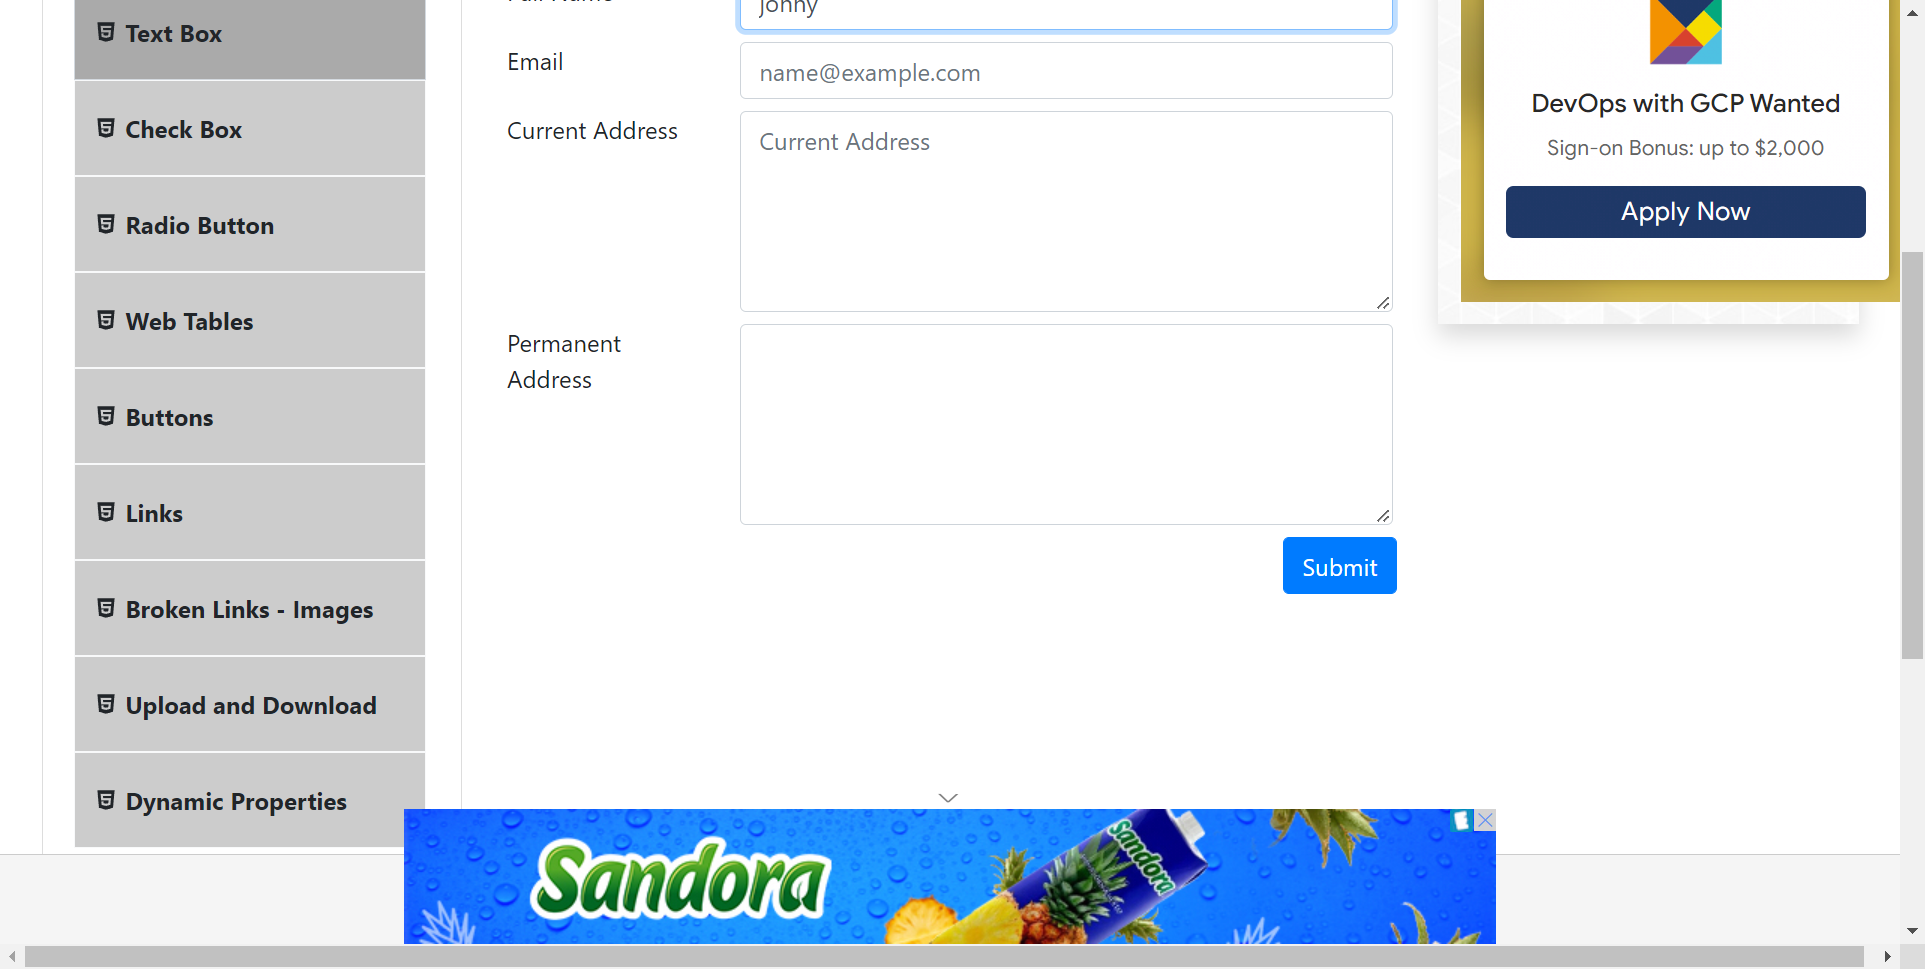 Text Box
Check Box
Radio Button
Web Tables
Buttons
Links
Broken Links - Images
Upload and Download
Dynamic Properties
jonny
Email
name@example.com
Current Address
Current Address
Permanent
Address
Submit
DevOps with GCP Wanted
Sign-on Bonus: up to $2,000
Apply Now
Sandora
Sandora